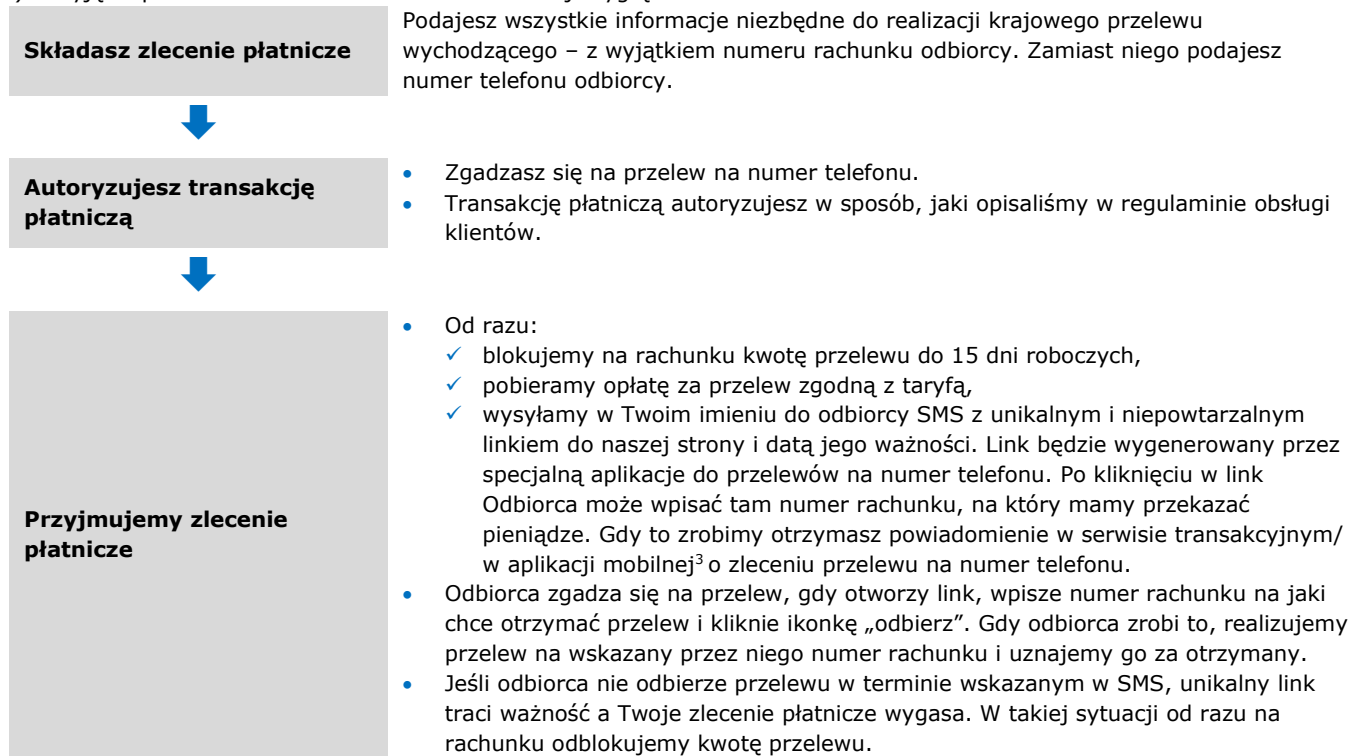 Składasz zlecenie płatnicze
Podajesz wszystkie informacje niezbędne do realizacji krajowego przelewu
wychodzącego – z wyjątkiem numeru rachunku odbiorcy. Zamiast niego podajesz
numer telefonu odbiorcy.
Autoryzujesz transakcję
płatniczą
• Zgadzasz się na przelew na numer telefonu.
• Transakcję płatniczą autoryzujesz w sposób, jaki opisaliśmy w regulaminie obsługi
klientów.
Przyjmujemy zlecenie
płatnicze
• Od razu:
✓ blokujemy na rachunku kwotę przelewu do 15 dni roboczych,
✓ pobieramy opłatę za przelew zgodną z taryfą,
✓ wysyłamy w Twoim imieniu do odbiorcy SMS z unikalnym i niepowtarzalnym
linkiem do naszej strony i datą jego ważności. Link będzie wygenerowany przez
specjalną aplikacje do przelewów na numer telefonu. Po kliknięciu w link
Odbiorca może wpisać tam numer rachunku, na który mamy przekazać
pieniądze. Gdy to zrobimy otrzymasz powiadomienie w serwisie transakcyjnym/
w aplikacji mobilnej³ o zleceniu przelewu na numer telefonu.
• Odbiorca zgadza się na przelew, gdy otworzy link, wpisze numer rachunku na jaki
chce otrzymać przelew i kliknie ikonkę „odbierz”. Gdy odbiorca zrobi to, realizujemy
przelew na wskazany przez niego numer rachunku i uznajemy go za otrzymany.
• Jeśli odbiorca nie odbierze przelewu w terminie wskazanym w SMS, unikalny link
traci ważność a Twoje zlecenie płatnicze wygasa. W takiej sytuacji od razu na
rachunku odblokujemy kwotę przelewu.